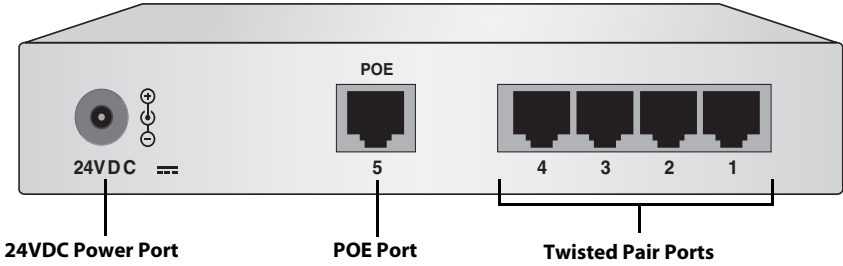 POE
24VDC
5
4 3 2 1
24VDC Power Port
POE Port
Twisted Pair Ports